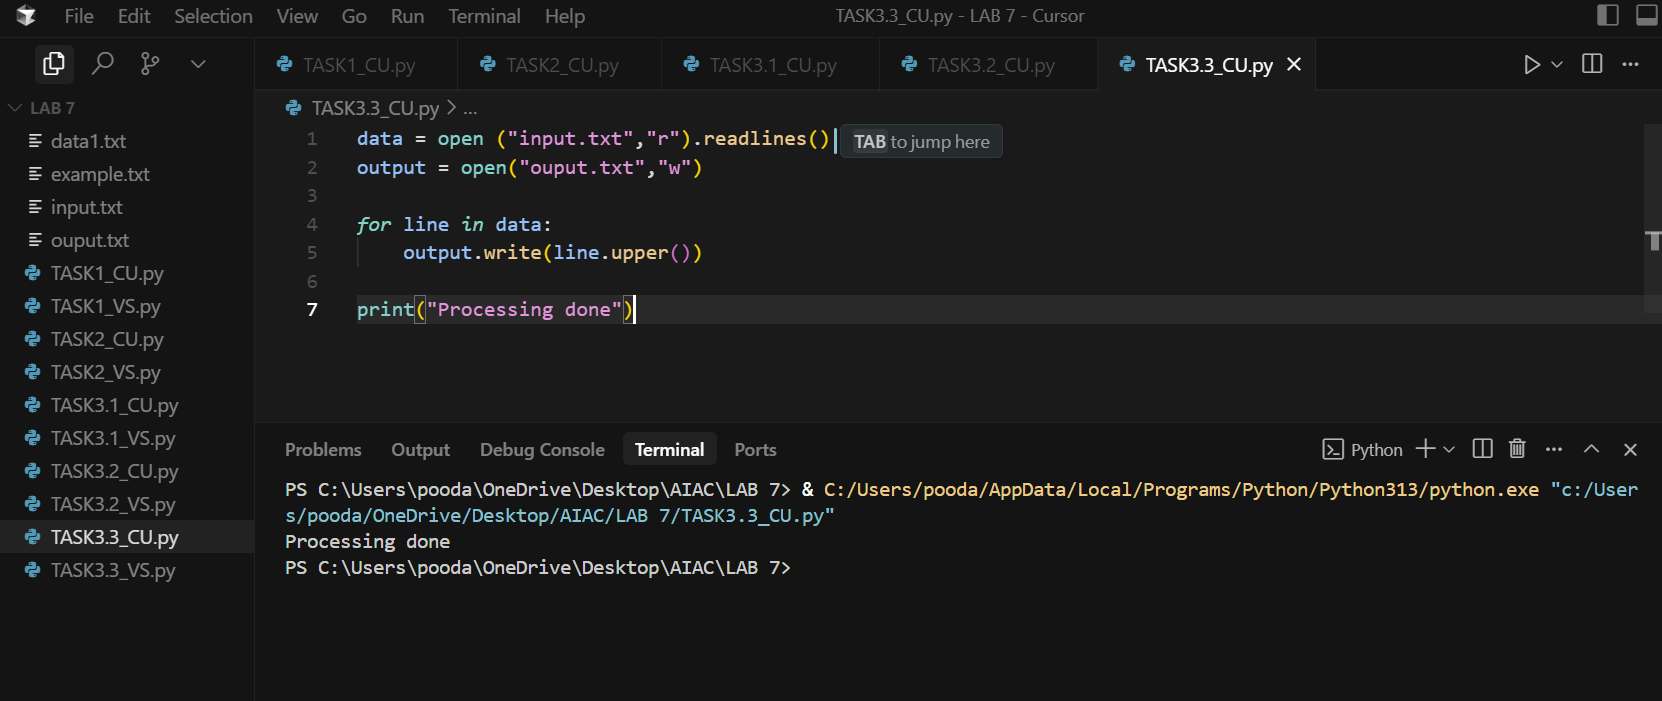 File Edit Selection View Go Run Terminal Help TASK3.3_CU.py - LAB 7 - Cursor
TASK1_CU.py TASK2_CU.py TASK3.1_CU.py TASK3.2_CU.py TASK3.3_CU.py
LAB 7
data1.txt
example.txt
input.txt
ouput.txt
TASK1_CU.py
TASK1_VS.py
TASK2_CU.py
TASK2_VS.py
TASK3.1_CU.py
TASK3.1_VS.py
TASK3.2_CU.py
TASK3.2_VS.py
TASK3.3_CU.py
TASK3.3_VS.py
TASK3.3_CU.py > ...
1 data = open ("input.txt","r").readlines() TAB to jump here
2 output = open("ouput.txt","w")
3
4 for line in data:
5 output.write(line.upper())
6
7 print("Processing done")
Problems Output Debug Console Terminal Ports Python
PS C:\Users\pooda\OneDrive\Desktop\AIAC\LAB 7> & C:/Users/pooda/AppData/Local/Programs/Python/Python313/python.exe "c:/User
s/pooda/OneDrive/Desktop/AIAC/LAB 7/TASK3.3_CU.py"
Processing done
PS C:\Users\pooda\OneDrive\Desktop\AIAC\LAB 7>